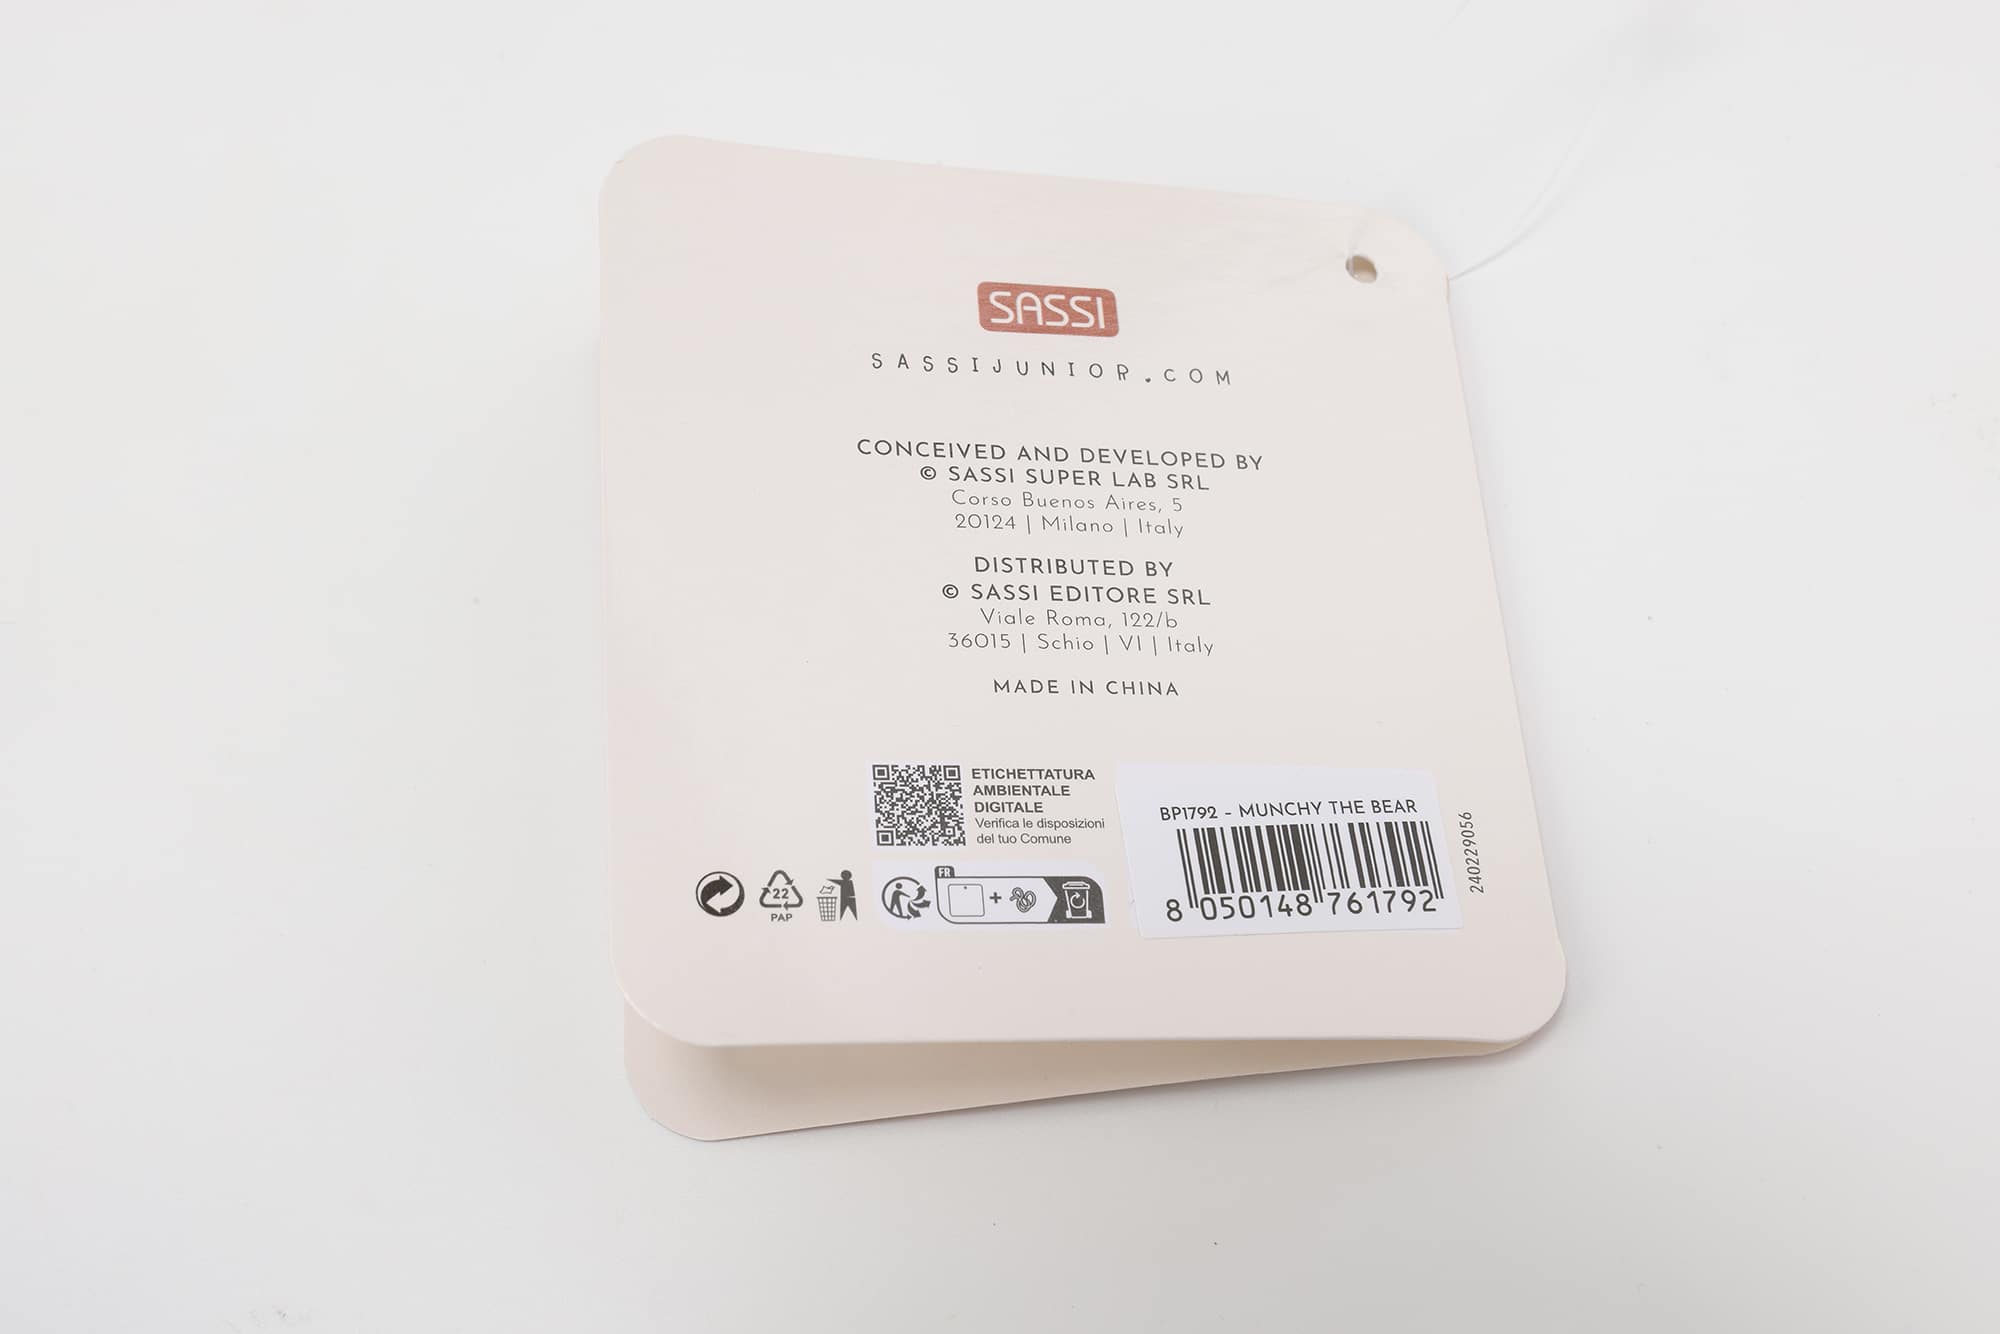 SASSI
SASSIJUNIOR.COM
CONCEIVED AND DEVELOPED BY
© SASSI SUPER LAB SRL
Corso Buenos Aires, 5
20124 | Milano | Italy
DISTRIBUTED BY
© SASSI EDITORE SRL
Viale Roma, 122/b
36015 | Schio | VI | Italy
MADE IN CHINA
ETICHETTATURA
AMBIENTALE
DIGITALE
Verifica le disposizioni
del tuo Comune
22
PAP
FR
+
BP1792 - MUNCHY THE BEAR
8 050148 761792
240229056